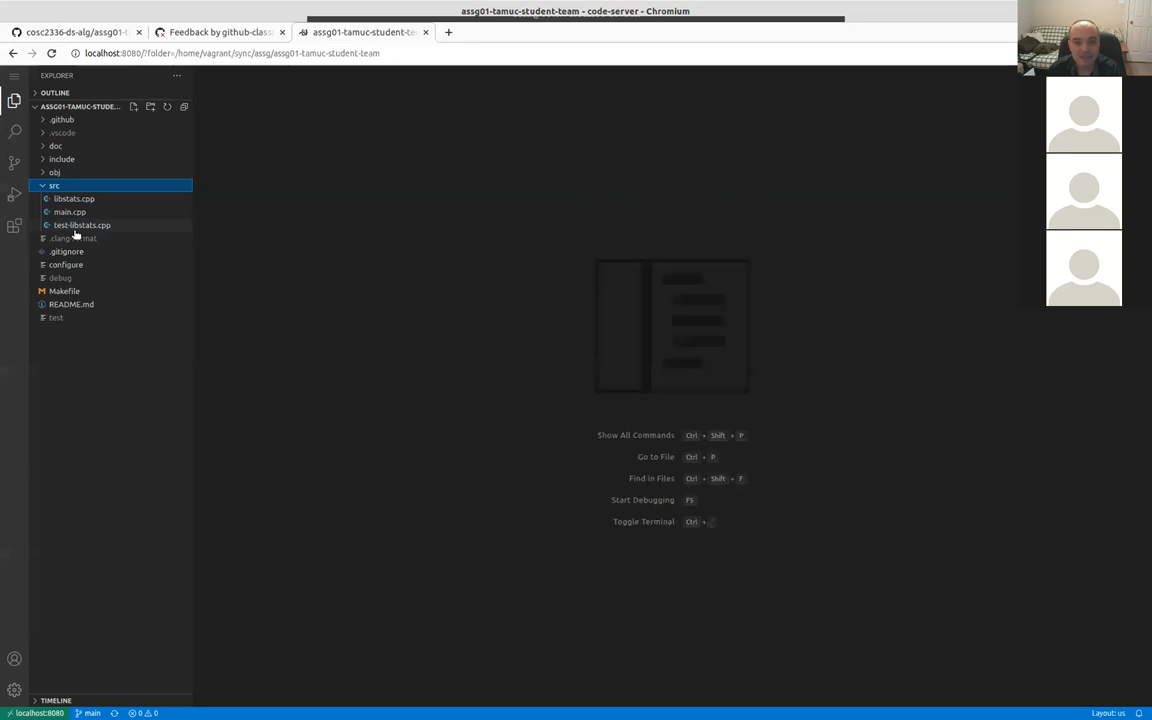 assg01-tamuc-student-team - code-server - Chromium
cosc2336-ds-alg/assg01-t
Feedback by github-class
assg01-tamuc-student-te
localhost:8080/?folder=/home/vagrant/sync/assg/assg01-tamuc-student-team
EXPLORER
OUTLINE
ASSG01-TAMUC-STUDE...
.github
.vscode
doc
include
obj
src
libstats.cpp
main.cpp
test-libstats.cpp
.clang-format
.gitignore
configure
debug
Makefile
README.md
test
Show All Commands Ctrl + Shift + P
Go to File Ctrl + P
Find in Files Ctrl + Shift + F
Start Debugging F5
Toggle Terminal Ctrl + `
TIMELINE
localhost:8080 main 0 0 Layout: us